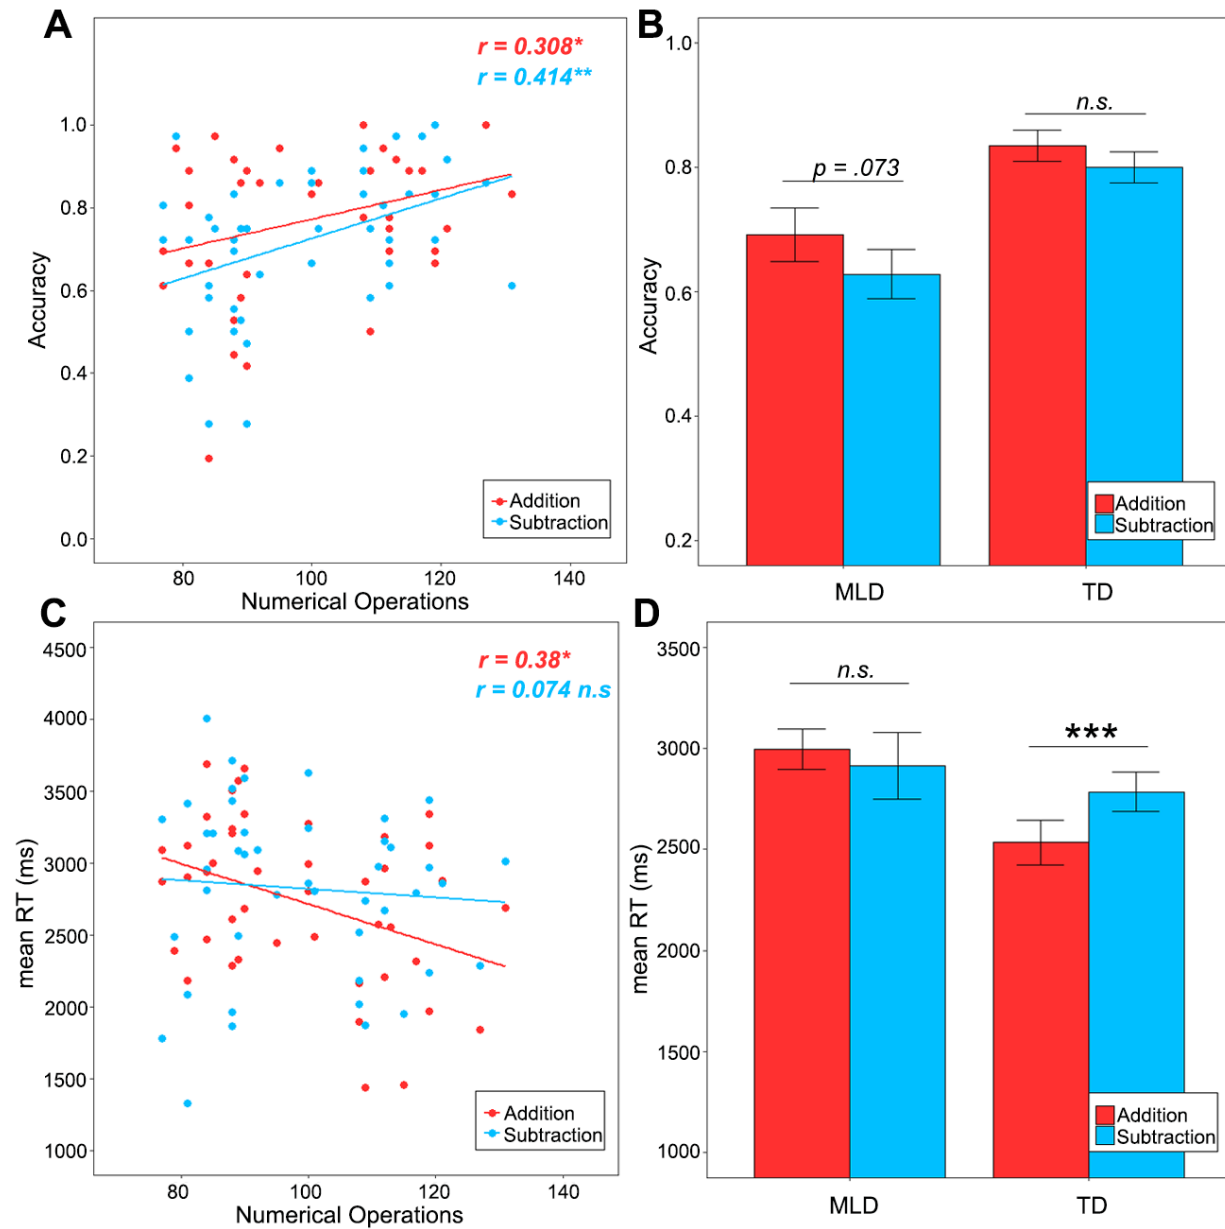 A
r = 0.308*
r = 0.414**
1.0
0.8
0.6
0.4
0.2
0.0
Accuracy
Addition
Subtraction
80 100 120 140
Numerical Operations
B
1.0
0.8
0.6
0.4
0.2
Accuracy
p = .073
n.s.
Addition
Subtraction
MLD TD
C
r = 0.38*
r = 0.074 n.s
4500
4000
3500
3000
2500
2000
1500
1000
mean RT (ms)
Addition
Subtraction
80 100 120 140
Numerical Operations
D
3500
3000
2500
2000
1500
1000
mean RT (ms)
n.s.
***
Addition
Subtraction
MLD TD